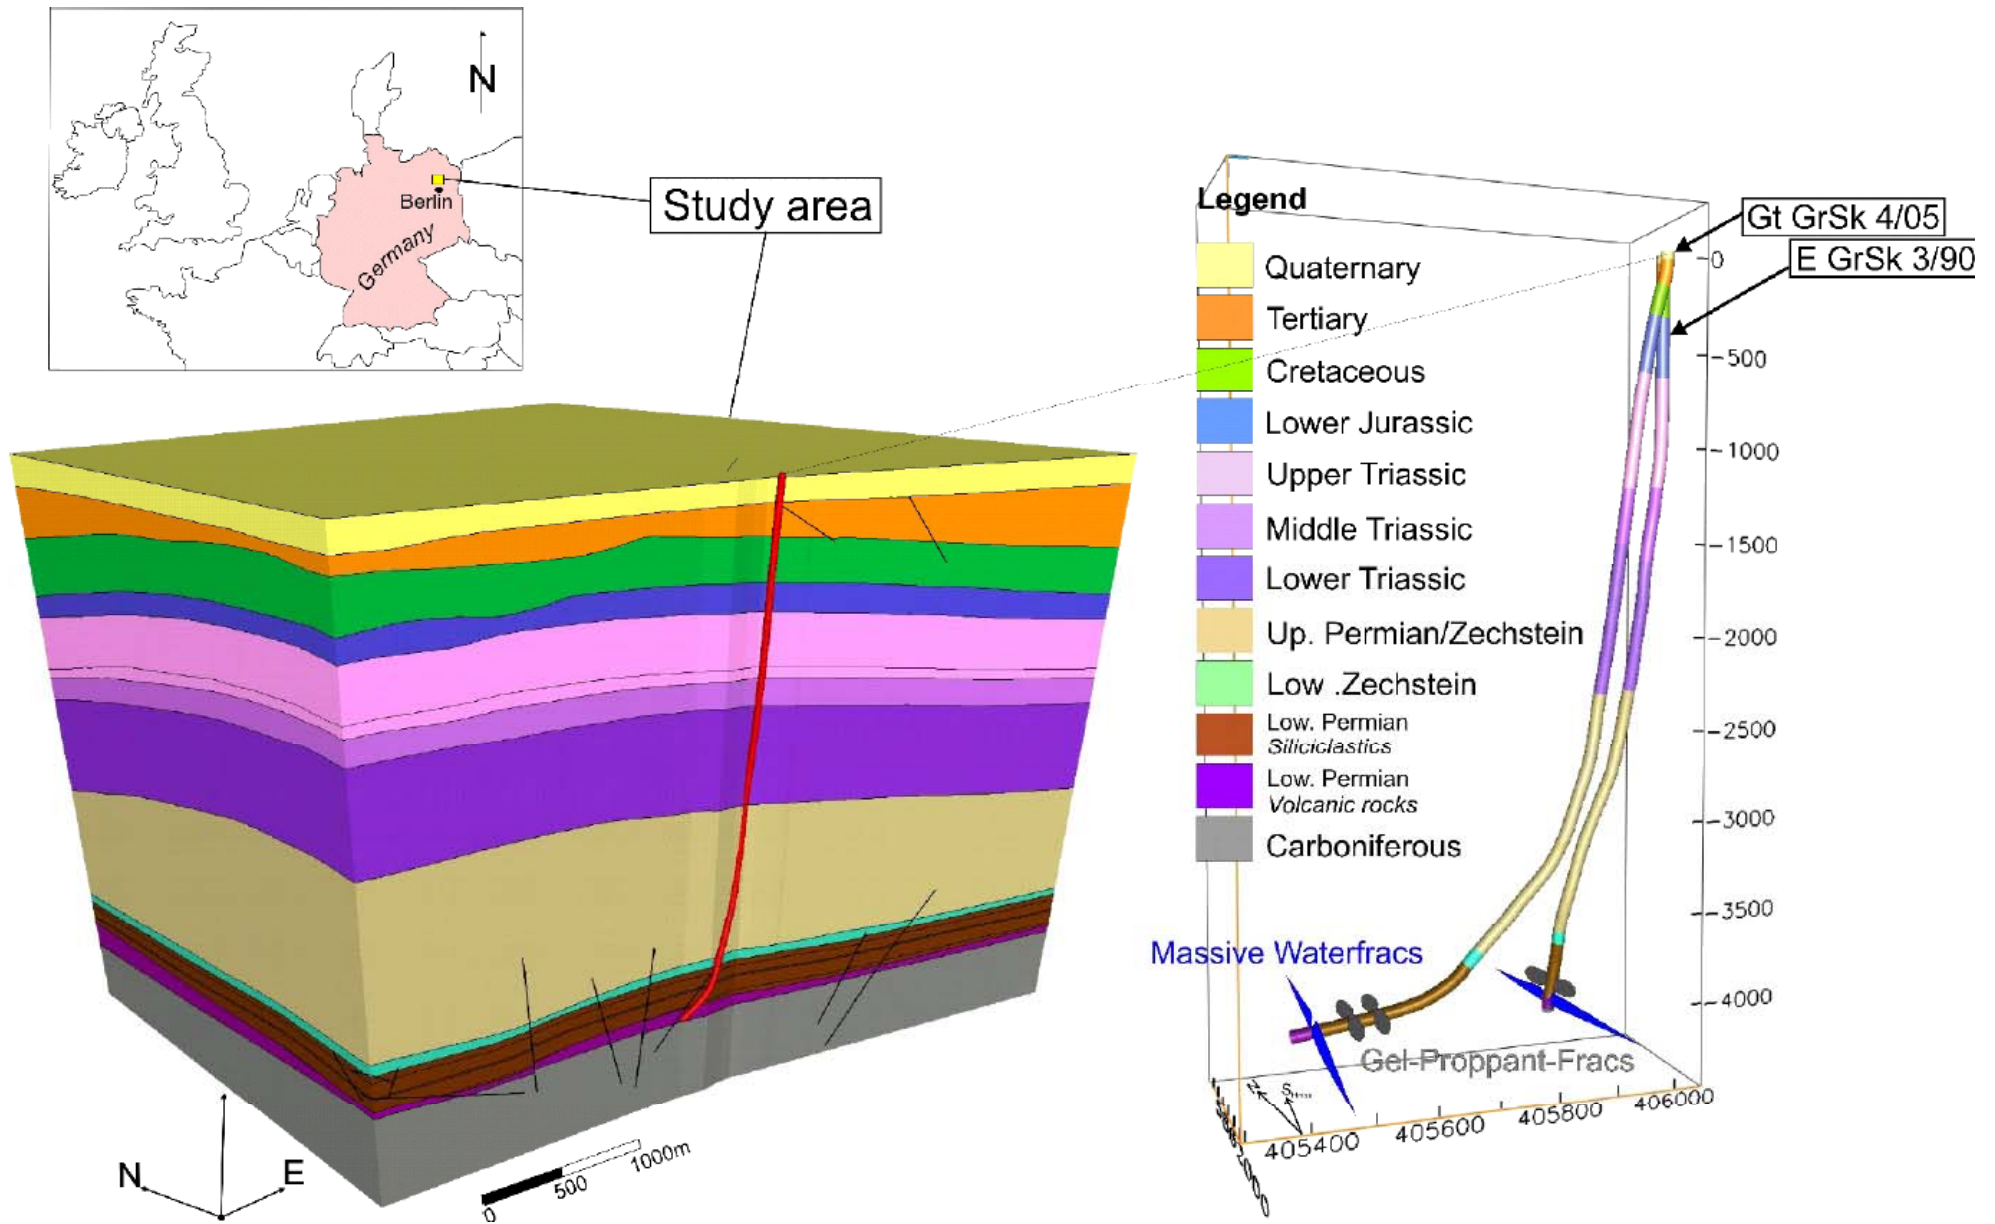 N
Berlin
Germany
Study area
Legend
Quaternary
Tertiary
Cretaceous
Lower Jurassic
Upper Triassic
Middle Triassic
Lower Triassic
Up. Permian/Zechstein
Low .Zechstein
Low. Permian
Siliciclastics
Low. Permian
Volcanic rocks
Carboniferous
Gt GrSk 4/05
E GrSk 3/90
0
-500
-1000
-1500
-2000
-2500
-3000
-3500
-4000
Massive Waterfracs
Gel-Proppant-Fracs
N
405400
405600
405800
406000
N
E
0
500
1000m